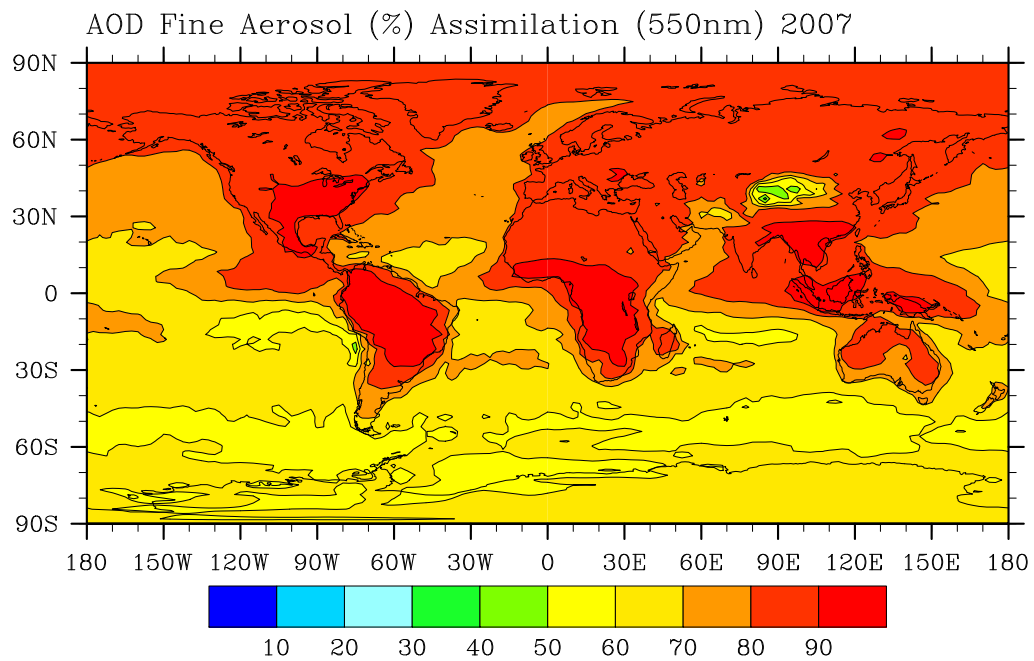 AOD Fine Aerosol (%) Assimilation (550nm) 2007
90N
60N
30N
0
30S
60S
90S
180 150W 120W 90W 60W 30W 0 30E 60E 90E 120E 150E 180
10 20 30 40 50 60 70 80 90